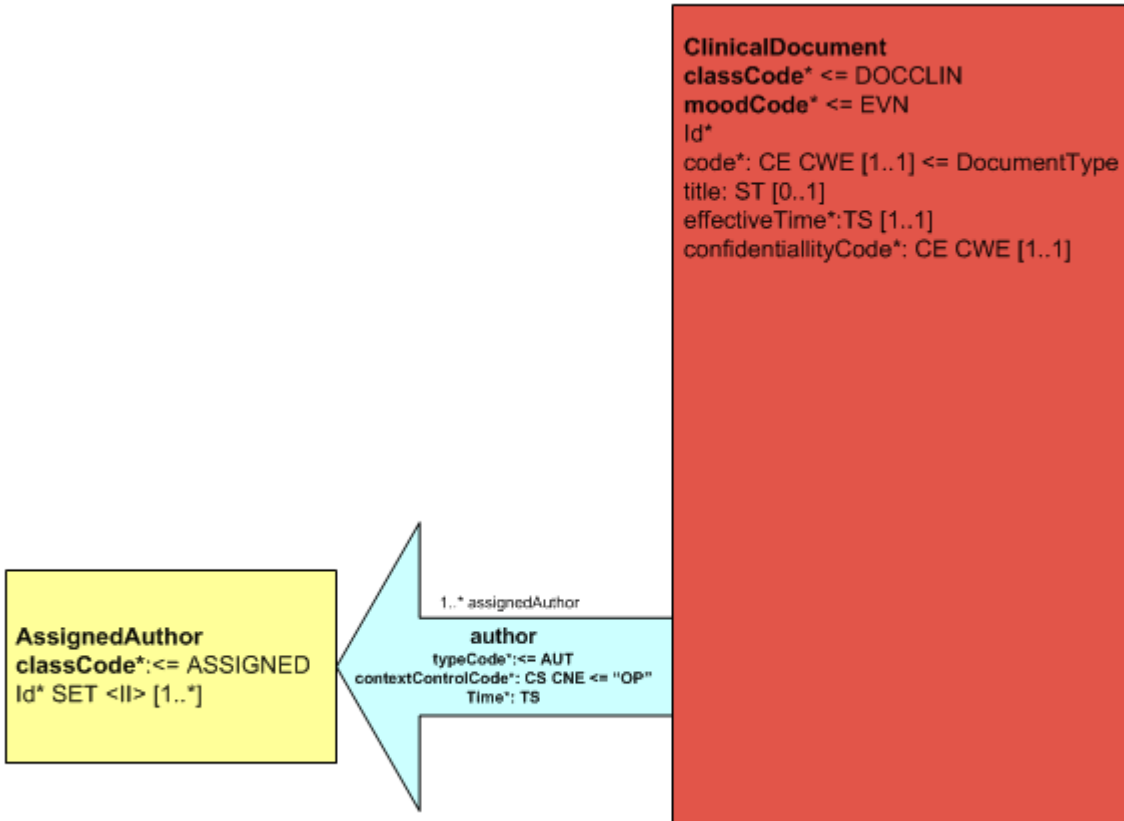 ClinicalDocument
classCode* <= DOCCLIN
moodCode* <= EVN
Id*
code*: CE CWE [1..1] <= DocumentType
title: ST [0..1]
effectiveTime*:TS [1..1]
confidentiallityCode*: CE CWE [1..1]
1..* assignedAuthor
author
typeCode*:<= AUT
contextControlCode*: CS CNE <= “OP”
Time*: TS
AssignedAuthor
classCode*:<= ASSIGNED
Id* SET <II> [1..*]